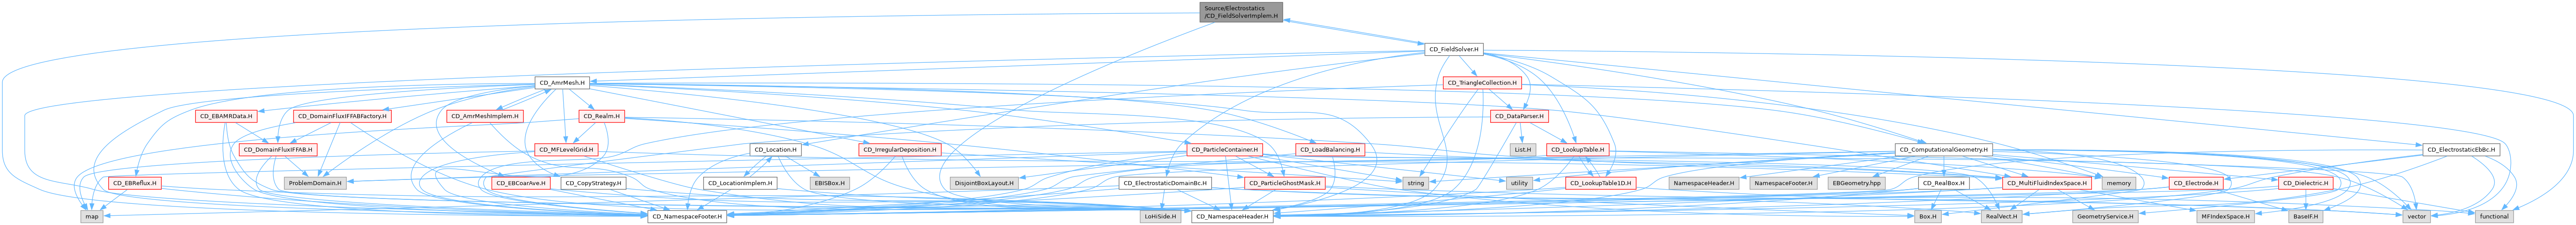 Source/Electrostatics
/CD_FieldSolverImplem.H
CD_FieldSolver.H
CD_AmrMesh.H
CD_TriangleCollection.H
CD_EBAMRData.H
CD_DomainFluxIFFABFactory.H
CD_AmrMeshImplem.H
CD_Realm.H
CD_DataParser.H
CD_DomainFluxIFFAB.H
CD_MFLevelGrid.H
CD_Location.H
CD_IrregularDeposition.H
CD_ParticleContainer.H
CD_LoadBalancing.H
List.H
CD_LookupTable.H
CD_ComputationalGeometry.H
CD_ElectrostaticEbBc.H
CD_EBReflux.H
ProblemDomain.H
CD_EBCoarAve.H
CD_CopyStrategy.H
CD_LocationImplem.H
EBISBox.H
DisjointBoxLayout.H
CD_ElectrostaticDomainBc.H
CD_ParticleGhostMask.H
string
utility
CD_LookupTable1D.H
NamespaceHeader.H
NamespaceFooter.H
EBGeometry.hpp
CD_RealBox.H
CD_MultiFluidIndexSpace.H
memory
CD_Electrode.H
CD_Dielectric.H
map
CD_NamespaceFooter.H
LoHiSide.H
CD_NamespaceHeader.H
Box.H
RealVect.H
GeometryService.H
MFIndexSpace.H
BaseIF.H
vector
functional